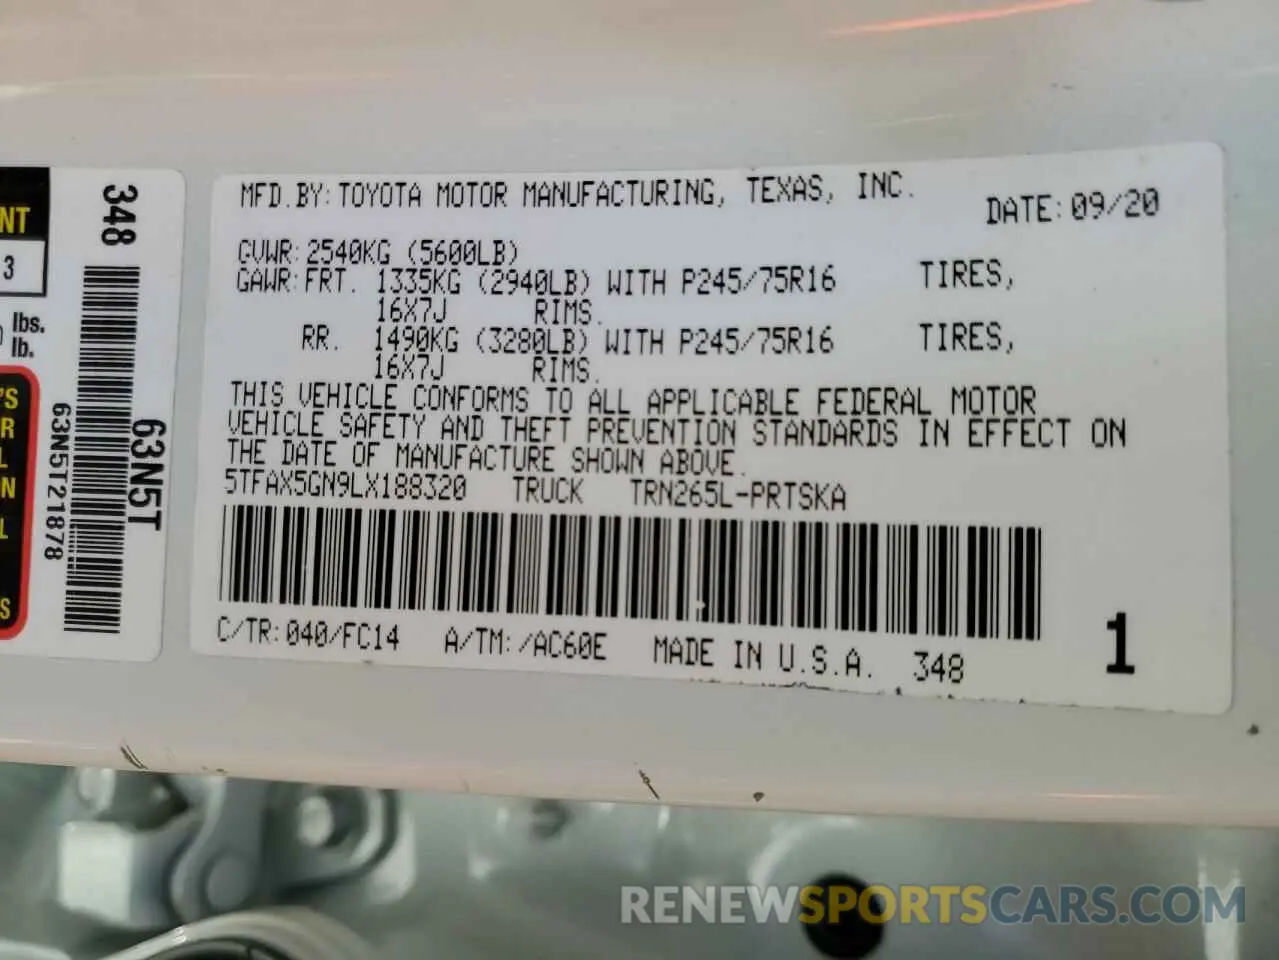 NT
3
lbs.
lb.
'S
R
L
N
L
S
348
63N5T
63N5T21878
MFD.BY:TOYOTA MOTOR MANUFACTURING, TEXAS, INC. DATE:09/20
GVWR:2540KG (5600LB)
GAWR:FRT. 1335KG (2940LB) WITH P245/75R16 TIRES,
16X7J RIMS.
RR. 1490KG (3280LB) WITH P245/75R16 TIRES,
16X7J RIMS.
THIS VEHICLE CONFORMS TO ALL APPLICABLE FEDERAL MOTOR
VEHICLE SAFETY AND THEFT PREVENTION STANDARDS IN EFFECT ON
THE DATE OF MANUFACTURE SHOWN ABOVE.
5TFAX5GN9LX188320 TRUCK TRN265L-PRTSKA
C/TR:040/FC14 A/TM:/AC60E MADE IN U.S.A. 348
1
RENEWSPORTSCARS.COM